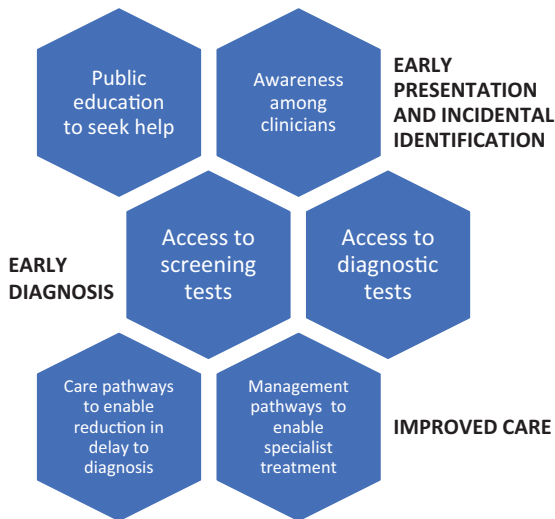 Public
education
to seek help
Awareness
among
clinicians
EARLY
PRESENTATION
AND INCIDENTAL
IDENTIFICATION
EARLY
DIAGNOSIS
Access to
screening
tests
Access to
diagnostic
tests
Care pathways
to enable
reduction in
delay to
diagnosis
Management
pathways to
enable
specialist
treatment
IMPROVED CARE